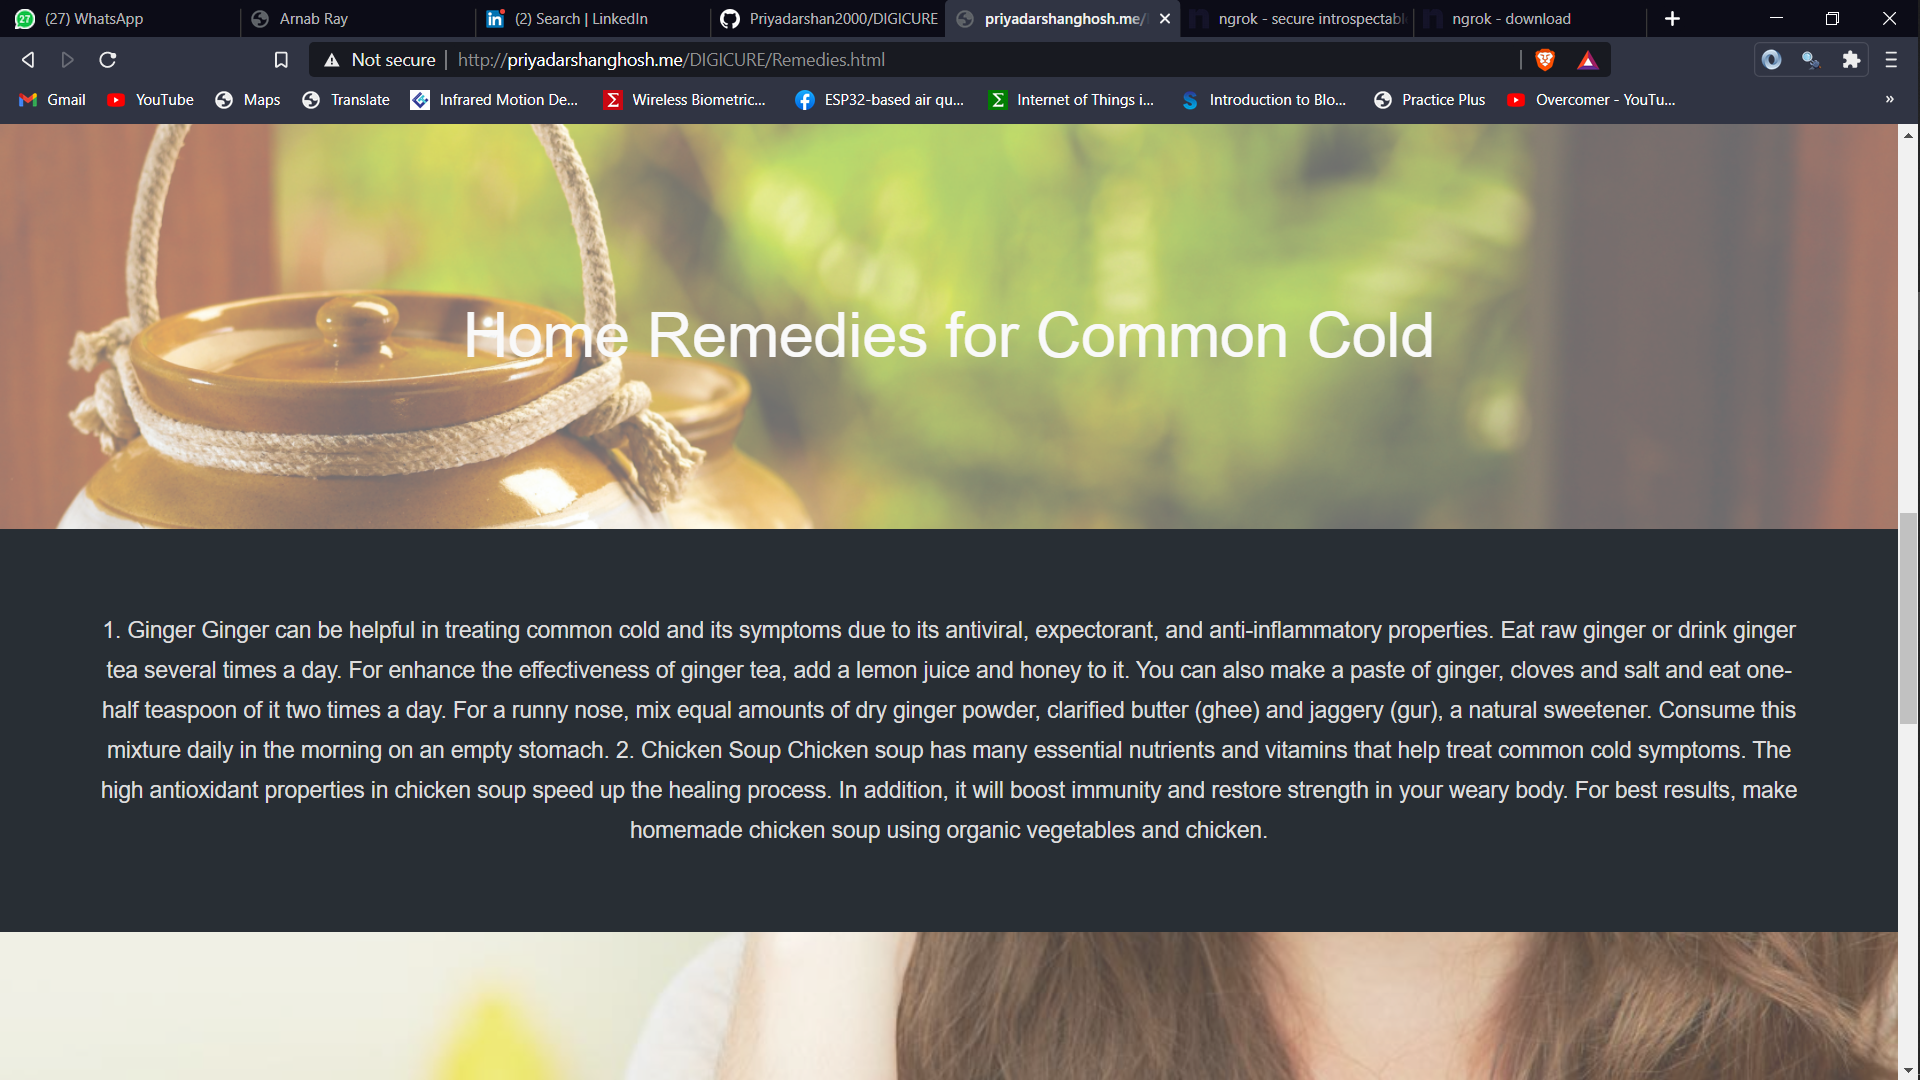 27 (27) WhatsApp
Arnab Ray
in (2) Search | LinkedIn
Priyadarshan2000/DIGICURE
priyadarshanghosh.me/
n ngrok - secure introspectabl
n ngrok - download
Not secure | http://priyadarshanghosh.me/DIGICURE/Remedies.html
Gmail
YouTube
Maps
Translate
Infrared Motion De...
Σ Wireless Biometric...
ESP32-based air qu...
Σ Internet of Things i...
S Introduction to Blo...
Practice Plus
Overcomer - YouTu...
»
Home Remedies for Common Cold
1. Ginger Ginger can be helpful in treating common cold and its symptoms due to its antiviral, expectorant, and anti-inflammatory properties. Eat raw ginger or drink ginger
tea several times a day. For enhance the effectiveness of ginger tea, add a lemon juice and honey to it. You can also make a paste of ginger, cloves and salt and eat one-
half teaspoon of it two times a day. For a runny nose, mix equal amounts of dry ginger powder, clarified butter (ghee) and jaggery (gur), a natural sweetener. Consume this
mixture daily in the morning on an empty stomach. 2. Chicken Soup Chicken soup has many essential nutrients and vitamins that help treat common cold symptoms. The
high antioxidant properties in chicken soup speed up the healing process. In addition, it will boost immunity and restore strength in your weary body. For best results, make
homemade chicken soup using organic vegetables and chicken.